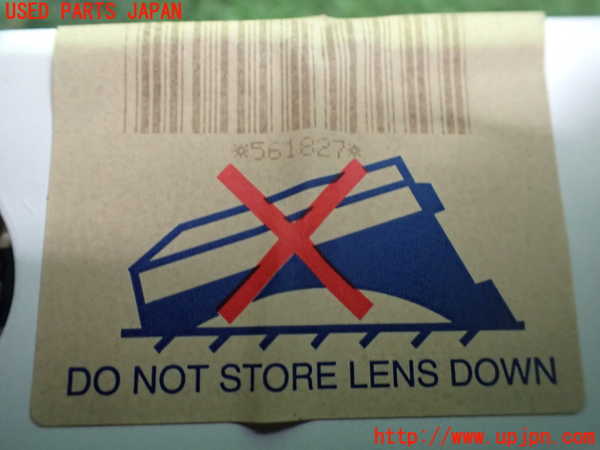 USED PARTS JAPAN
*561827*
DO NOT STORE LENS DOWN
http://www.upjpn.com